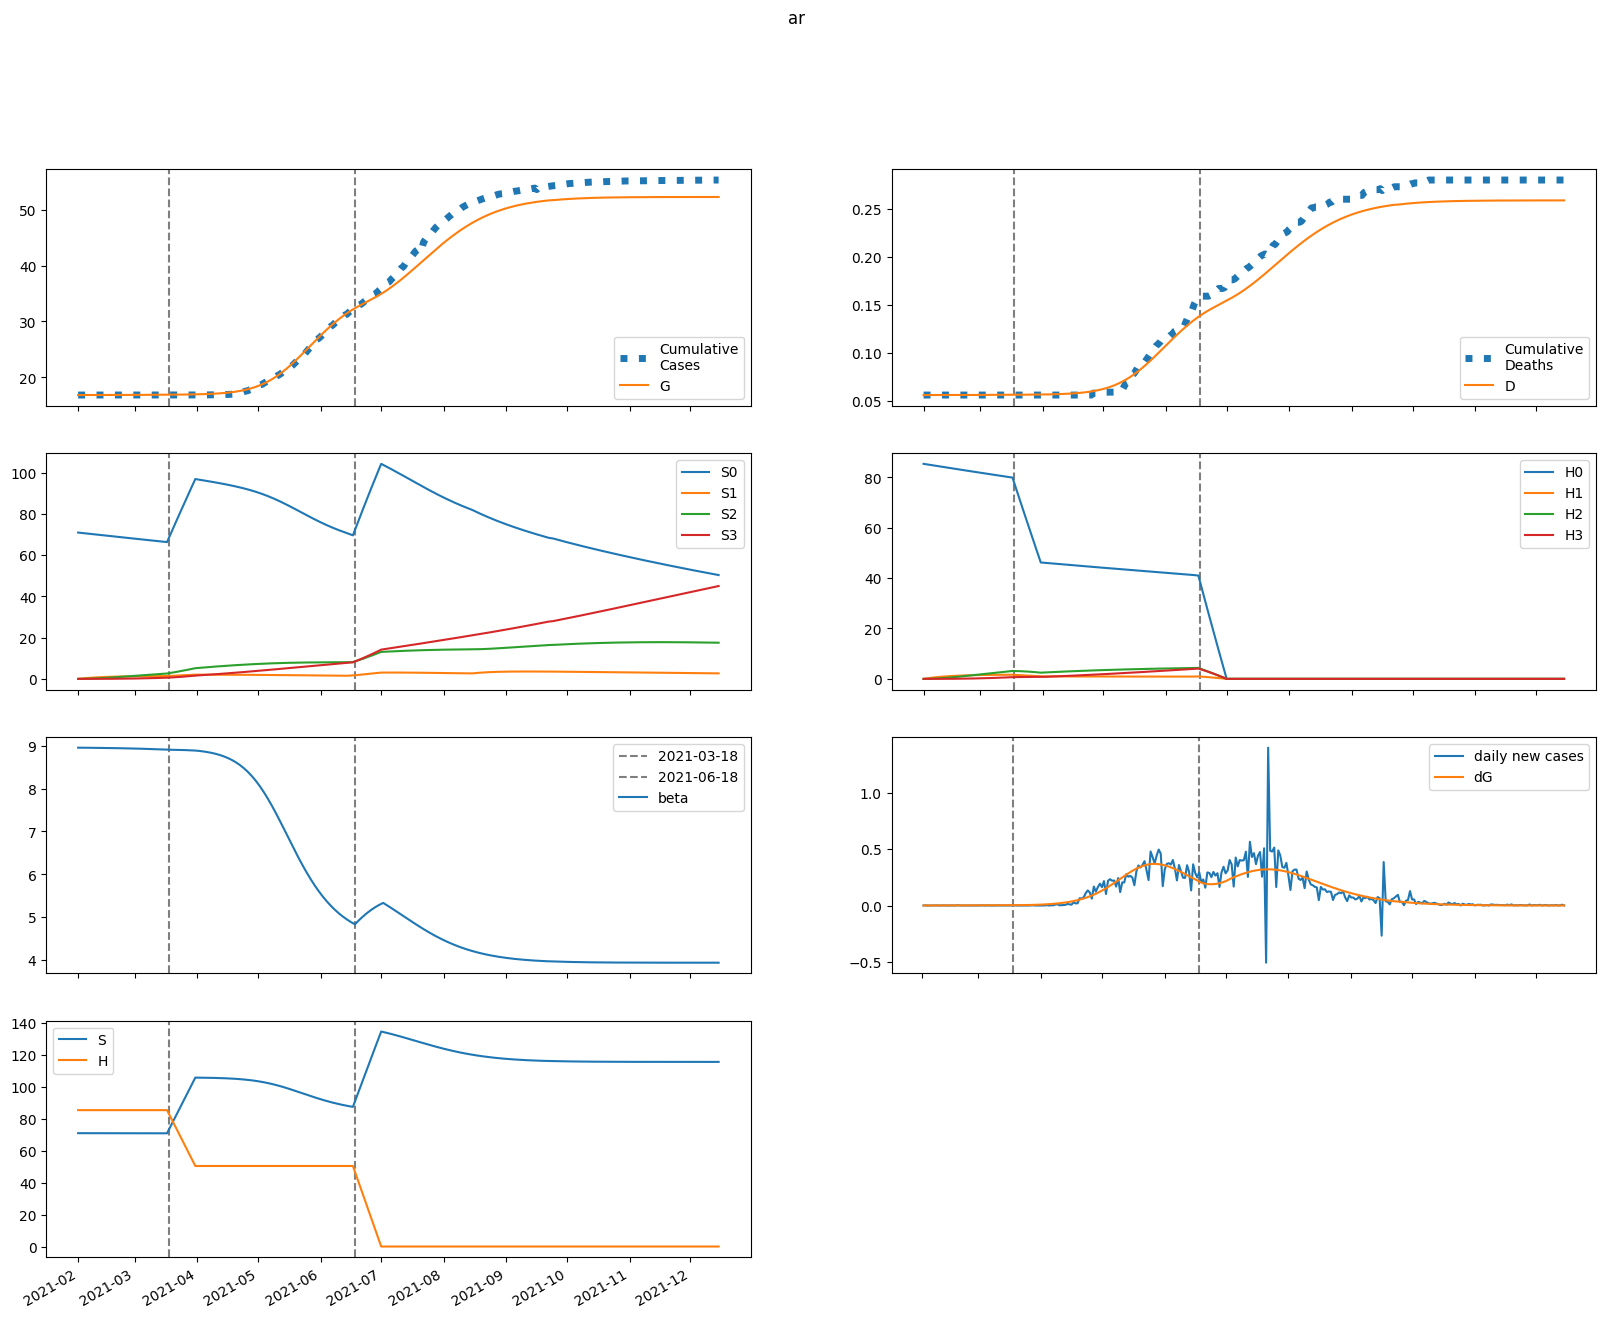 ar
50
40
30
20
Cumulative
Cases
G
0.25
0.20
0.15
0.10
0.05
Cumulative
Deaths
D
100
80
60
40
20
0
S0
S1
S2
S3
80
60
40
20
0
H0
H1
H2
H3
9
8
7
6
5
4
2021-03-18
2021-06-18
beta
1.0
0.5
0.0
−0.5
daily new cases
dG
140
120
100
80
60
40
20
0
S
H
2021-02
2021-03
2021-04
2021-05
2021-06
2021-07
2021-08
2021-09
2021-10
2021-11
2021-12